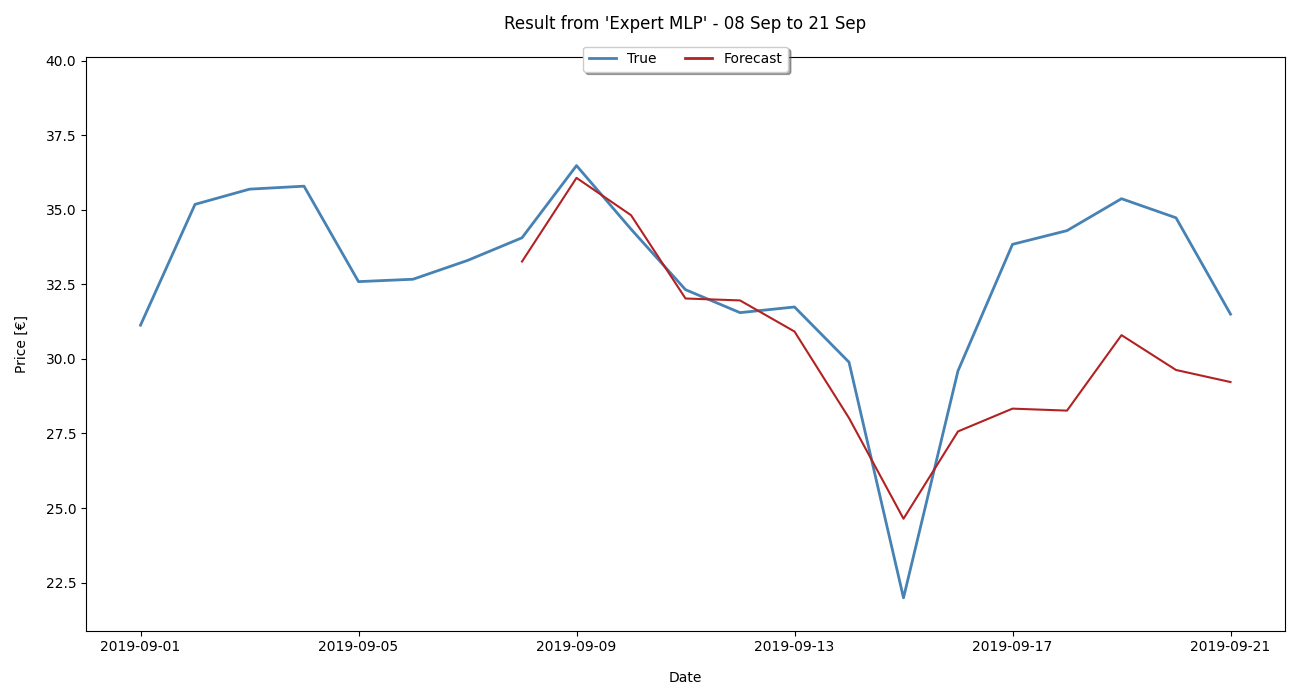 Result from 'Expert MLP' - 08 Sep to 21 Sep
True Forecast
40.0
37.5
35.0
32.5
30.0
27.5
25.0
22.5
Price [€]
2019-09-01 2019-09-05 2019-09-09 2019-09-13 2019-09-17 2019-09-21
Date